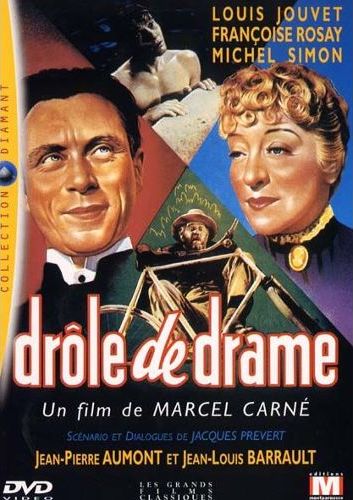 LOUIS JOUVET
FRANÇOISE ROSAY
MICHEL SIMON
COLLECTION DIAMANT
drôle de drame
Un film de MARCEL CARNÉ
SCÉNARIO ET DIALOGUES DE JACQUES PREVERT
JEAN-PIERRE AUMONT ET JEAN-LOUIS BARRAULT
DVD
VIDEO
LES GRANDS
FILMS
CLASSIQUES
éditions
M
montparnasse